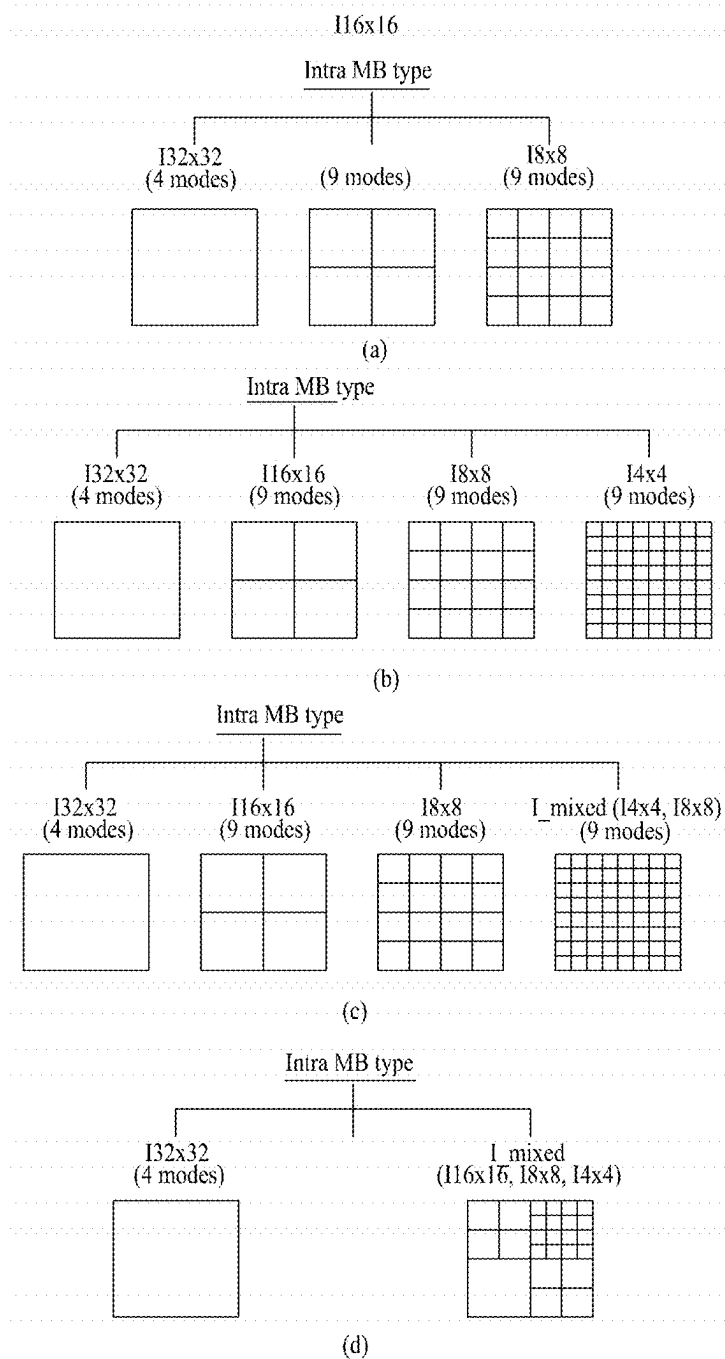 I16x16
Intra MB type
I32x32
(4 modes)
(9 modes)
I8x8
(9 modes)
(a)
Intra MB type
I32x32
(4 modes)
I16x16
(9 modes)
I8x8
(9 modes)
I4x4
(9 modes)
(b)
Intra MB type
I32x32
(4 modes)
I16x16
(9 modes)
I8x8
(9 modes)
I_mixed (I4x4, I8x8)
(9 modes)
(c)
Intra MB type
I32x32
(4 modes)
I_mixed
(I16x16, I8x8, I4x4)
(d)